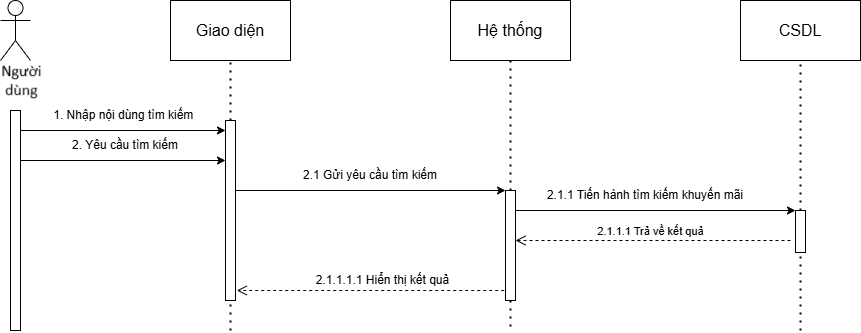 Giao diện
Hệ thống
CSDL
Người
dùng
1. Nhập nội dùng tìm kiếm
2. Yêu cầu tìm kiếm
2.1 Gửi yêu cầu tìm kiếm
2.1.1 Tiến hành tìm kiếm khuyến mãi
2.1.1.1 Trả về kết quả
2.1.1.1.1 Hiển thị kết quả